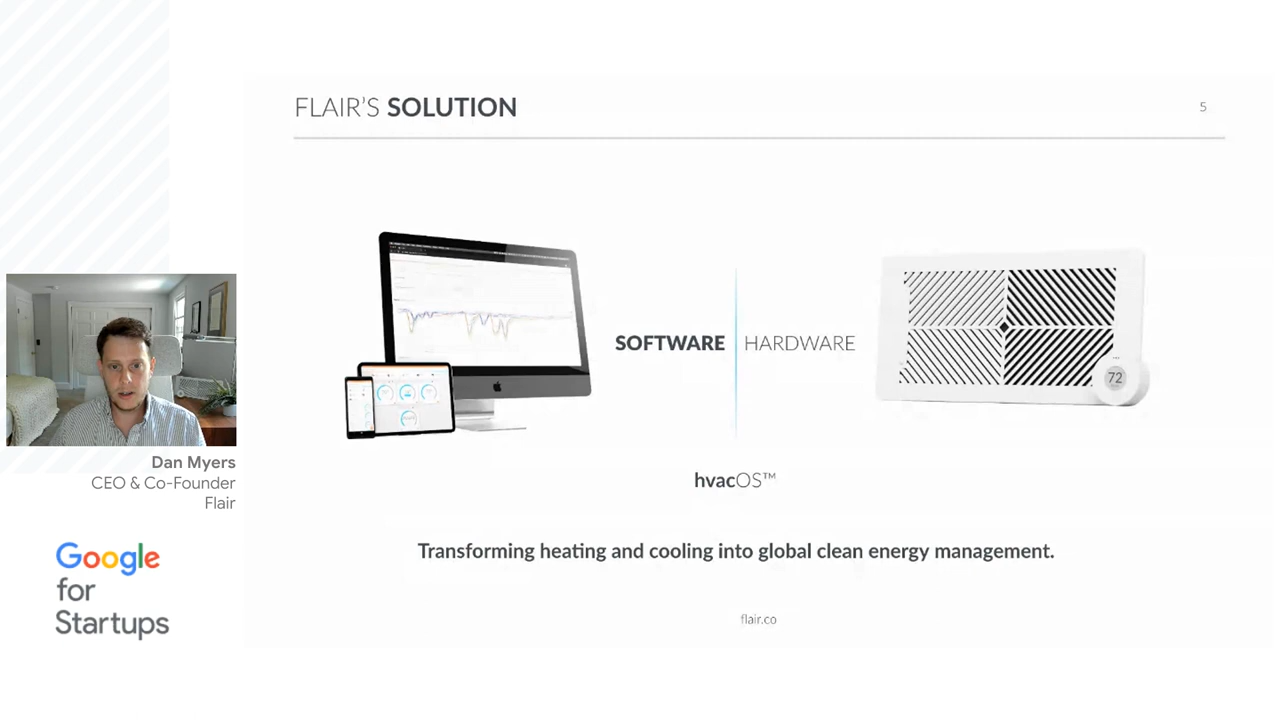 FLAIR'S SOLUTION
5
SOFTWARE
HARDWARE
72
hvacOS™
Transforming heating and cooling into global clean energy management.
flair.co
Dan Myers
CEO & Co-Founder
Flair
Google
for
Startups